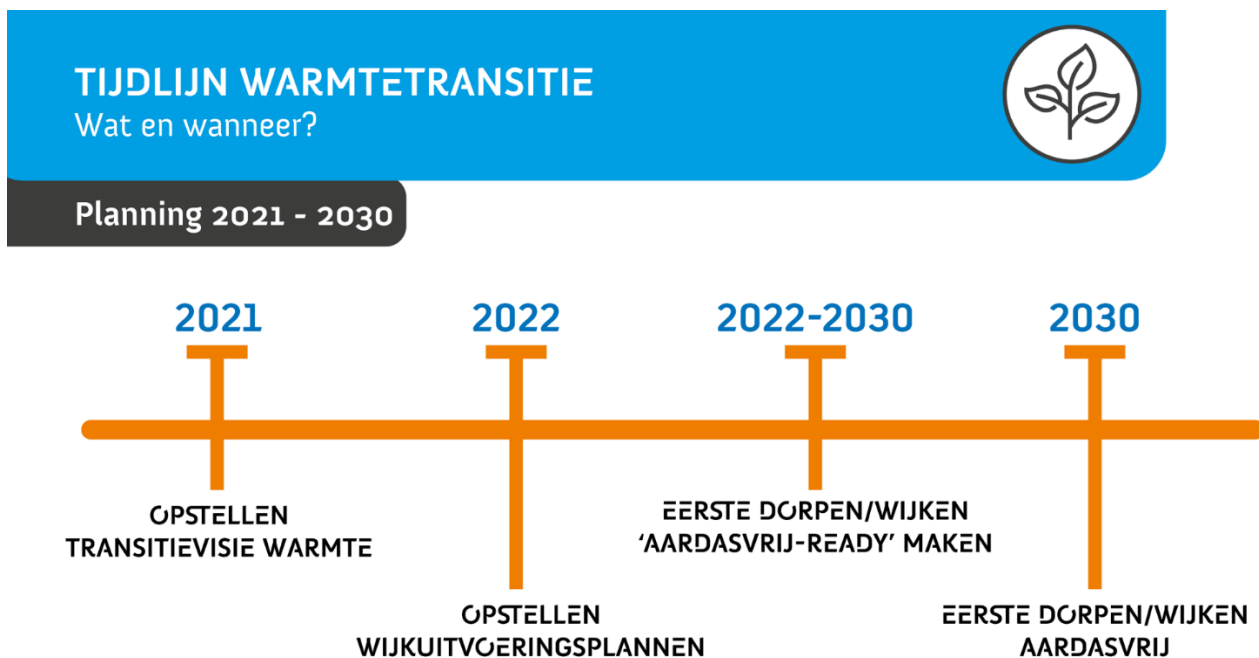 TIJDLIJN WARMTETRANSITIE
Wat en wanneer?
Planning 2021 - 2030
2021
2022
2022-2030
2030
OPSTELLEN
TRANSITIEVISIE WARMTE
OPSTELLEN
WIJKUITVOERINGSPLANNEN
EERSTE DORPEN/WIJKEN
‘AARDASVRIJ-READY’ MAKEN
EERSTE DORPEN/WIJKEN
AARDASVRIJ